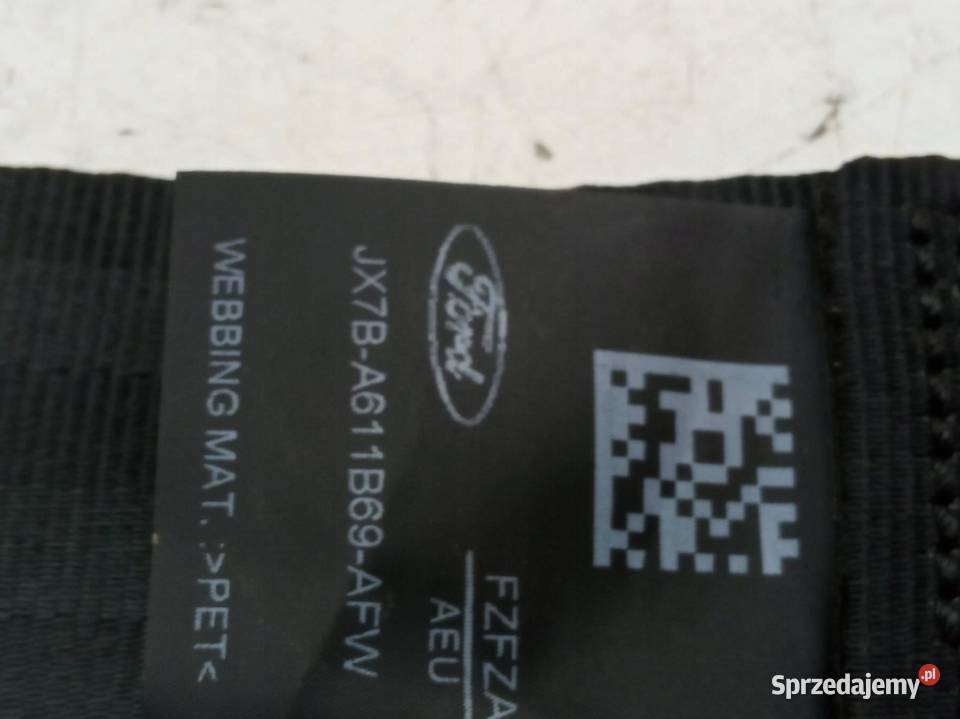 Ford
FZFZA
AEU
JX7B-A611B69-AFW
WEBBING MAT. :>PET<
Sprzedajemy.pl